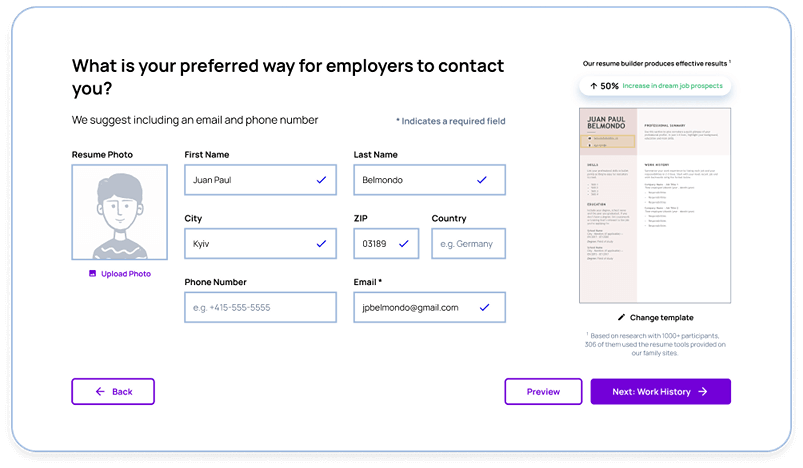 What is your preferred way for employers to contact
you?
We suggest including an email and phone number
* Indicates a required field
Resume Photo
Upload Photo
First Name
Juan Paul
Last Name
Belmondo
City
Kyiv
ZIP
03189
Country
e.g. Germany
Phone Number
e.g. +415-555-5555
Email *
jpbelmondo@gmail.com
Our resume builder produces effective results ¹
50% Increase in dream job prospects
JUAN PAUL
BELMONDO
PROFESSIONAL SUMMARY
SKILLS
WORK HISTORY
EDUCATION
Change template
¹ Based on research with 1000+ participants.
306 of them used the resume tools provided on
our family sites.
Back
Preview
Next: Work History